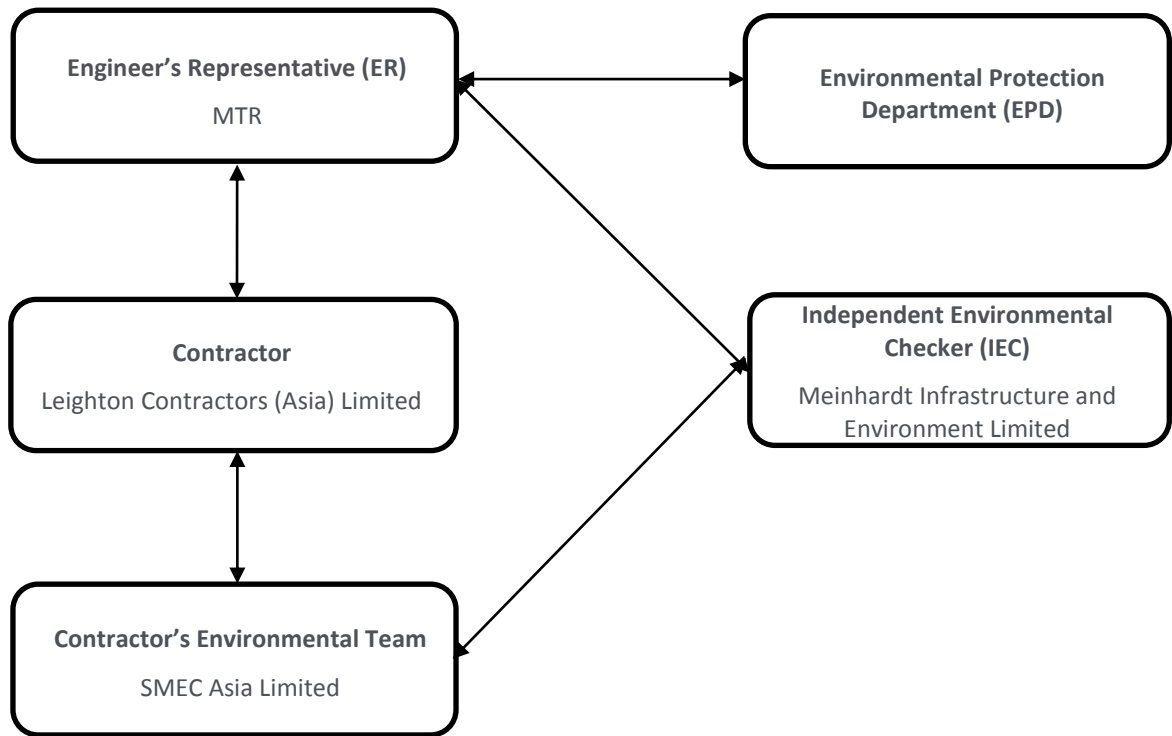 Engineer’s Representative (ER)
MTR
Environmental Protection
Department (EPD)
Contractor
Leighton Contractors (Asia) Limited
Independent Environmental
Checker (IEC)
Meinhardt Infrastructure and
Environment Limited
Contractor’s Environmental Team
SMEC Asia Limited